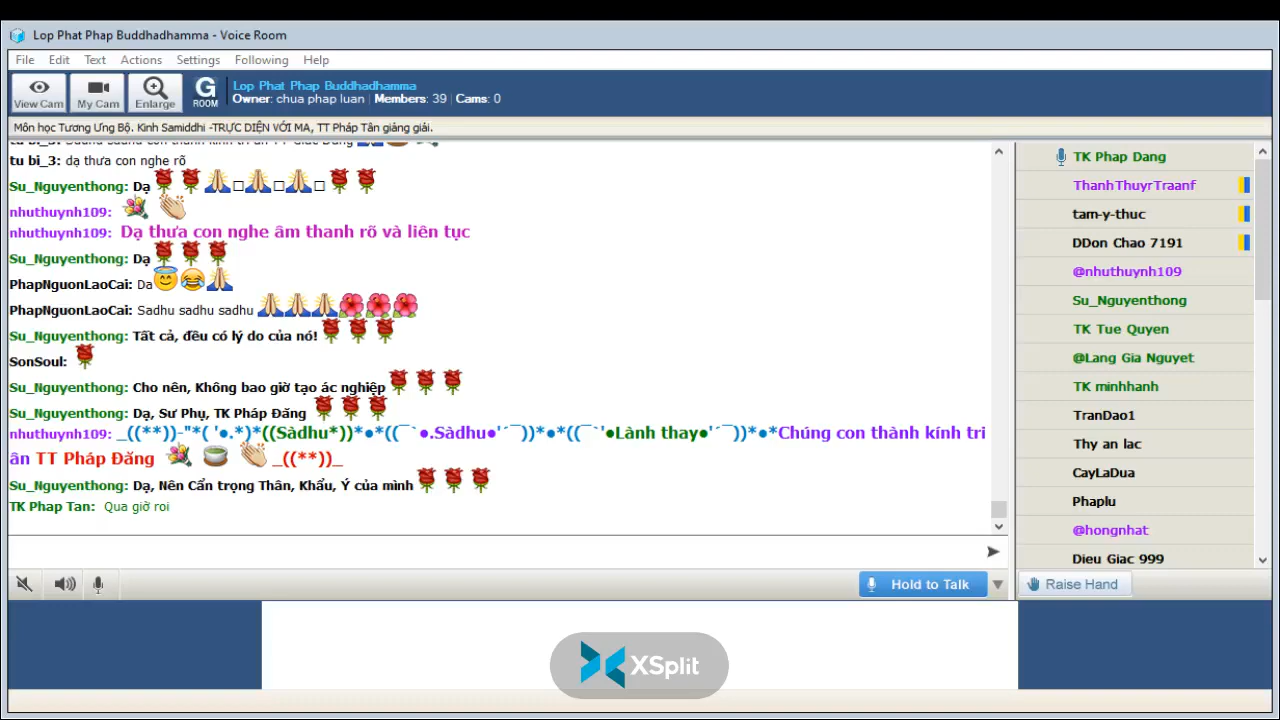 Lop Phat Phap Buddhadhamma - Voice Room
File Edit Text Actions Settings Following Help
View Cam My Cam Enlarge G ROOM
Lop Phat Phap Buddhadhamma
Owner: chua phap luan | Members: 39 | Cams: 0
Môn học Tương Ưng Bộ. Kinh Samiddhi -TRỰC DIỆN VỚI MA, TT Pháp Tân giảng giải.
tu bi_3: dạ thưa con nghe rõ
Su_Nguyenthong: Dạ
nhuthuynh109:
nhuthuynh109: Dạ thưa con nghe âm thanh rõ và liên tục
Su_Nguyenthong: Dạ
PhapNguonLaoCai: Da
PhapNguonLaoCai: Sadhu sadhu sadhu
Su_Nguyenthong: Tất cả, đều có lý do của nó!
SonSoul:
Su_Nguyenthong: Cho nên, Không bao giờ tạo ác nghiệp
Su_Nguyenthong: Dạ, Sư Phụ, TK Pháp Đăng
nhuthuynh109: _((**))-"*( '●.*)*((Sàdhu*))*●*((¯`●.Sàdhu●'´¯))*●*((¯`'●Lành thay●'´¯))*●*Chúng con thành kính tri
ân TT Pháp Đăng _((**))_
Su_Nguyenthong: Dạ, Nên Cẩn trọng Thân, Khẩu, Ý của mình
TK Phap Tan: Qua giờ roi
Hold to Talk
TK Phap Dang
ThanhThuyrTraanf
tam-y-thuc
DDon Chao 7191
@nhuthuynh109
Su_Nguyenthong
TK Tue Quyen
@Lang Gia Nguyet
TK minhhanh
TranDao1
Thy an lac
CayLaDua
Phaplu
@hongnhat
Dieu Giac 999
Raise Hand
XSplit